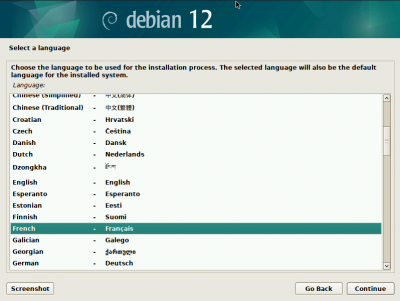 debian 12
Select a language
Choose the language to be used for the installation process. The selected language will also be the default
language for the installed system.
Language:
Chinese (Simplified) - 中文(简体)
Chinese (Traditional) - 中文(繁體)
Croatian - Hrvatski
Czech - Čeština
Danish - Dansk
Dutch - Nederlands
Dzongkha -
English - English
Esperanto - Esperanto
Estonian - Eesti
Finnish - Suomi
French - Français
Galician - Galego
Georgian - ქართული
German - Deutsch
Screenshot Go Back Continue